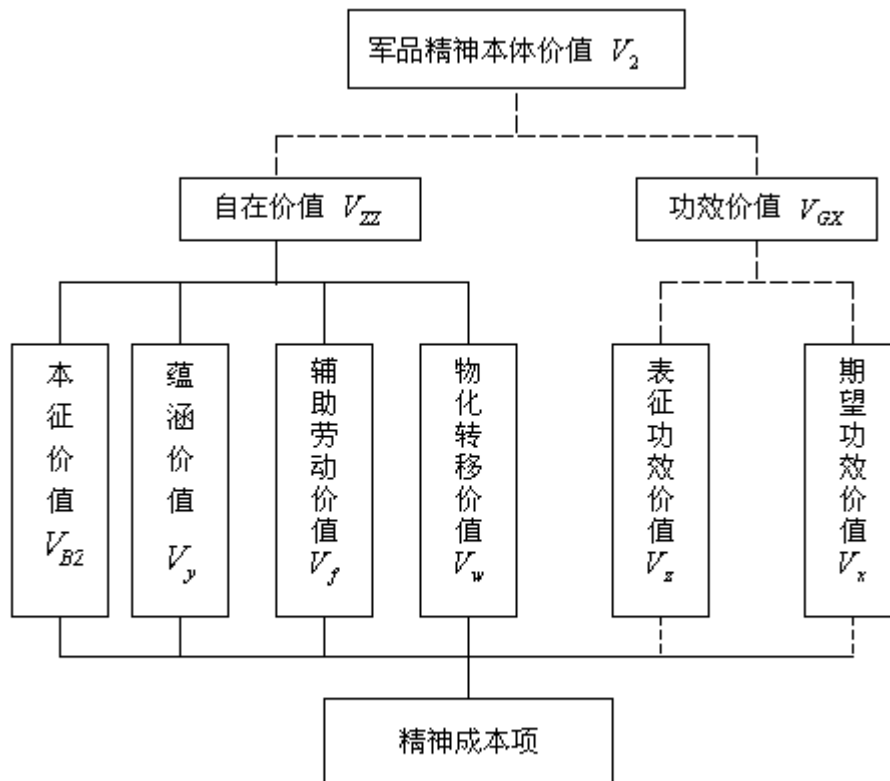 军品精神本体价值 V2
自在价值 VZZ
功效价值 VGX
本征价值 VBZ
蕴涵价值 Vy
辅助劳动价值 Vf
物化转移价值 Vw
表征功效价值 Vz
期望功效价值 Vx
精神成本项